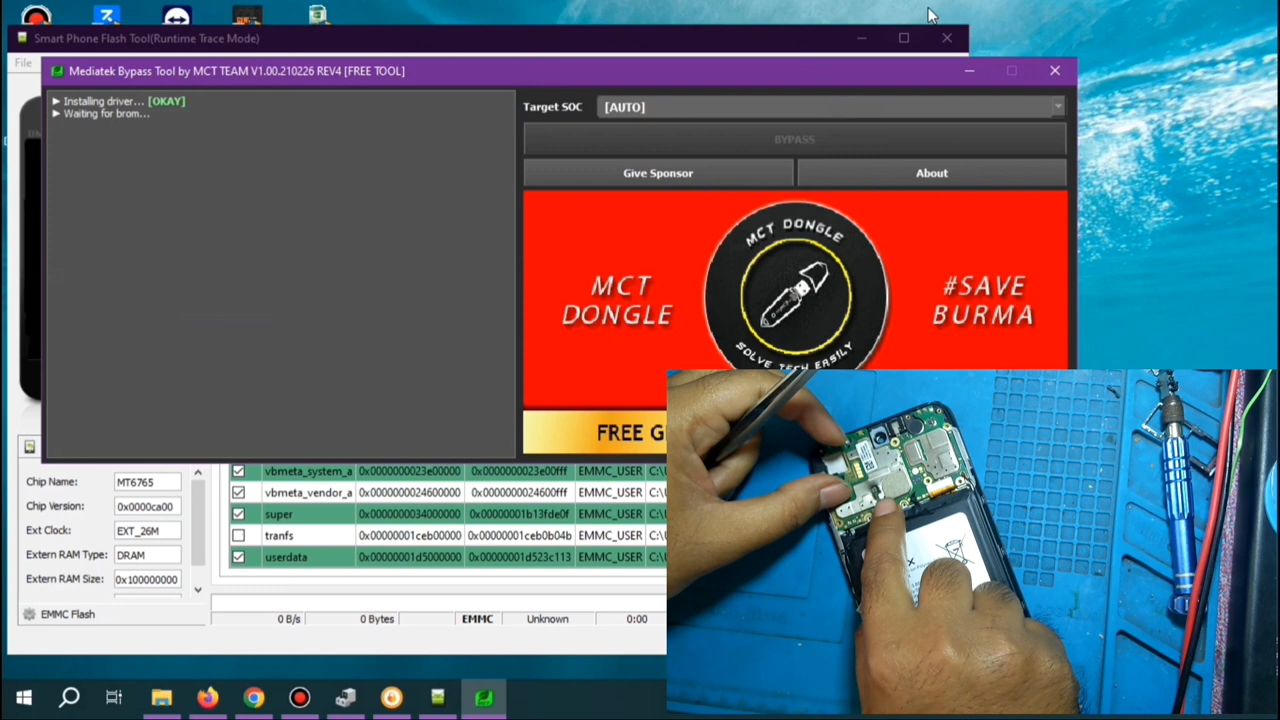 Smart Phone Flash Tool(Runtime Trace Mode)
File
Mediatek Bypass Tool by MCT TEAM V1.00.210226 REV4 [FREE TOOL]
► Installing driver... [OKAY]
► Waiting for brom...
Target SOC [AUTO]
BYPASS
Give Sponsor About
MCT DONGLE
MCT
DONGLE
#SAVE
BURMA
SOLVE TECH EASILY
FREE
vbmeta_system_a 0x0000000023e00000 0x0000000023e00fff EMMC_USER
vbmeta_vendor_a 0x0000000024600000 0x0000000024600fff EMMC_USER
super 0x0000000034000000 0x00000001b13fde0f EMMC_USER
tranfs 0x00000001ceb00000 0x00000001ceb0b04b EMMC_USER
userdata 0x00000001d5000000 0x00000001d523c113 EMMC_USER
Chip Name: MT6765
Chip Version: 0x0000ca00
Ext Clock: EXT_26M
Extern RAM Type: DRAM
Extern RAM Size: 0x100000000
EMMC Flash
0 B/s 0 Bytes EMMC Unknown 0:00